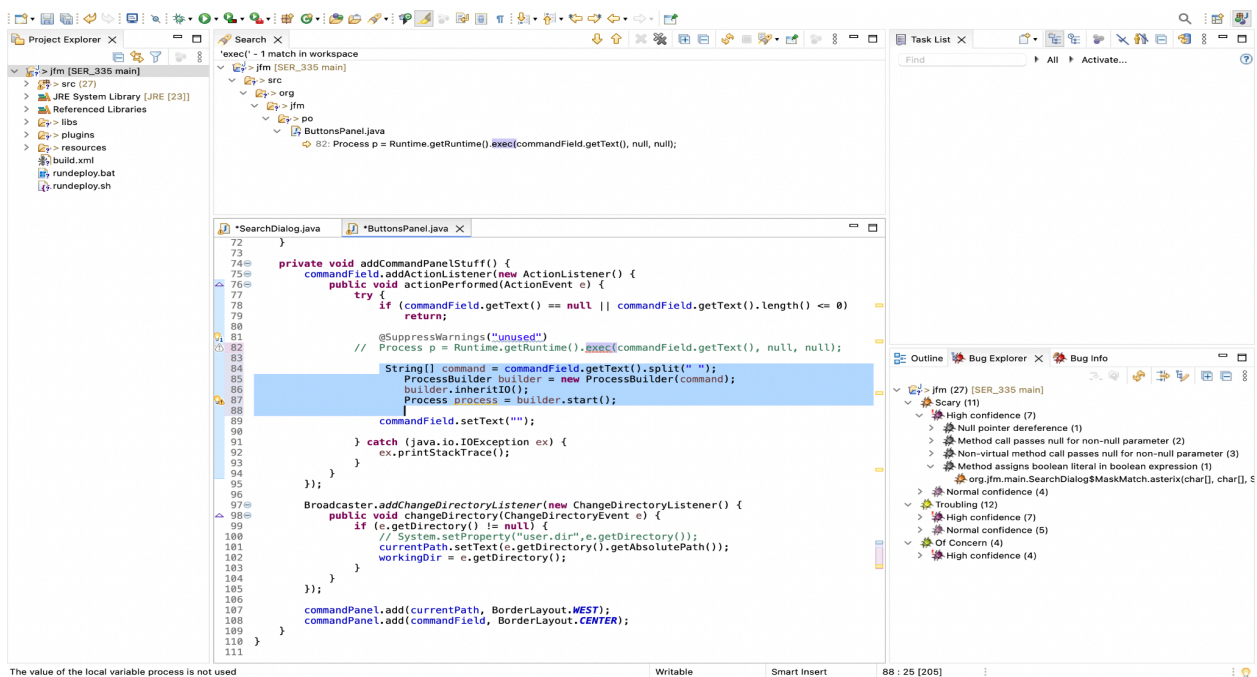 Project Explorer
> jfm [SER_335 main]
> src (27)
JRE System Library [JRE [23]]
Referenced Libraries
> libs
> plugins
> resources
build.xml
rundeploy.bat
rundeploy.sh
Search
'exec(' - 1 match in workspace
> jfm [SER_335 main]
> src
> org
> jfm
> po
ButtonsPanel.java
82: Process p = Runtime.getRuntime().exec(commandField.getText(), null, null);
*SearchDialog.java
*ButtonsPanel.java
72 }
73
74 private void addCommandPanelStuff() {
75 commandField.addActionListener(new ActionListener() {
76 public void actionPerformed(ActionEvent e) {
77 try {
78 if (commandField.getText() == null || commandField.getText().length() <= 0)
79 return;
80
81 @SuppressWarnings("unused")
82 // Process p = Runtime.getRuntime().exec(commandField.getText(), null, null);
83
84 String[] command = commandField.getText().split(" ");
85 ProcessBuilder builder = new ProcessBuilder(command);
86 builder.inheritIO();
87 Process process = builder.start();
88
89 commandField.setText("");
90
91 } catch (java.io.IOException ex) {
92 ex.printStackTrace();
93 }
94 }
95 });
96
97 Broadcaster.addChangeDirectoryListener(new ChangeDirectoryListener() {
98 public void changeDirectory(ChangeDirectoryEvent e) {
99 if (e.getDirectory() != null) {
100 // System.setProperty("user.dir",e.getDirectory());
101 currentPath.setText(e.getDirectory().getAbsolutePath());
102 workingDir = e.getDirectory();
103 }
104 }
105 });
106
107 commandPanel.add(currentPath, BorderLayout.WEST);
108 commandPanel.add(commandField, BorderLayout.CENTER);
109 }
110 }
111
Task List
Find
All
Activate...
Outline
Bug Explorer
Bug Info
> jfm (27) [SER_335 main]
Scary (11)
High confidence (7)
Null pointer dereference (1)
Method call passes null for non-null parameter (2)
Non-virtual method call passes null for non-null parameter (3)
Method assigns boolean literal in boolean expression (1)
org.jfm.main.SearchDialog$MaskMatch.asterix(char[], char[], S
Normal confidence (4)
Troubling (12)
High confidence (7)
Normal confidence (5)
Of Concern (4)
High confidence (4)
The value of the local variable process is not used
Writable
Smart Insert
88 : 25 [205]